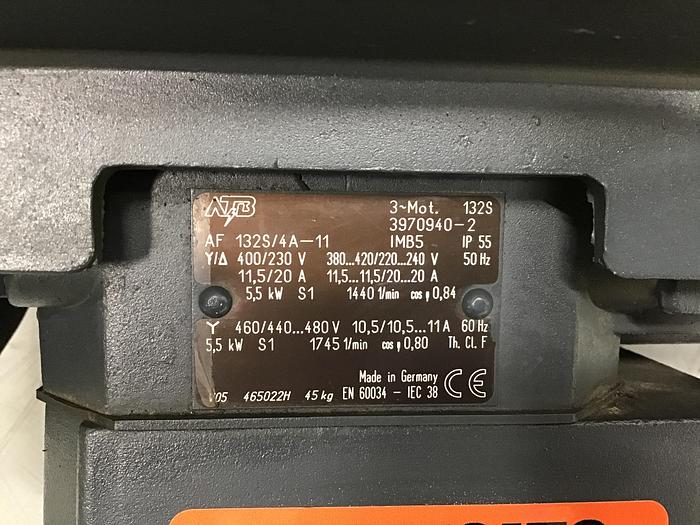 ATB 3~Mot. 132S
3970940-2
AF 132S/4A-11 IMB5 IP 55
Y/Δ 400/230 V 380...420/220...240 V 50 Hz
11,5/20 A 11,5...11,5/20...20 A
5,5 kW S1 1440 1/min cos φ 0,84
Y 460/440...480 V 10,5/10,5...11A 60 Hz
5,5 kW S1 1745 1/min cos φ 0,80 Th. Cl. F
Made in Germany CE
V05 465022H 45 kg EN 60034 - IEC 38